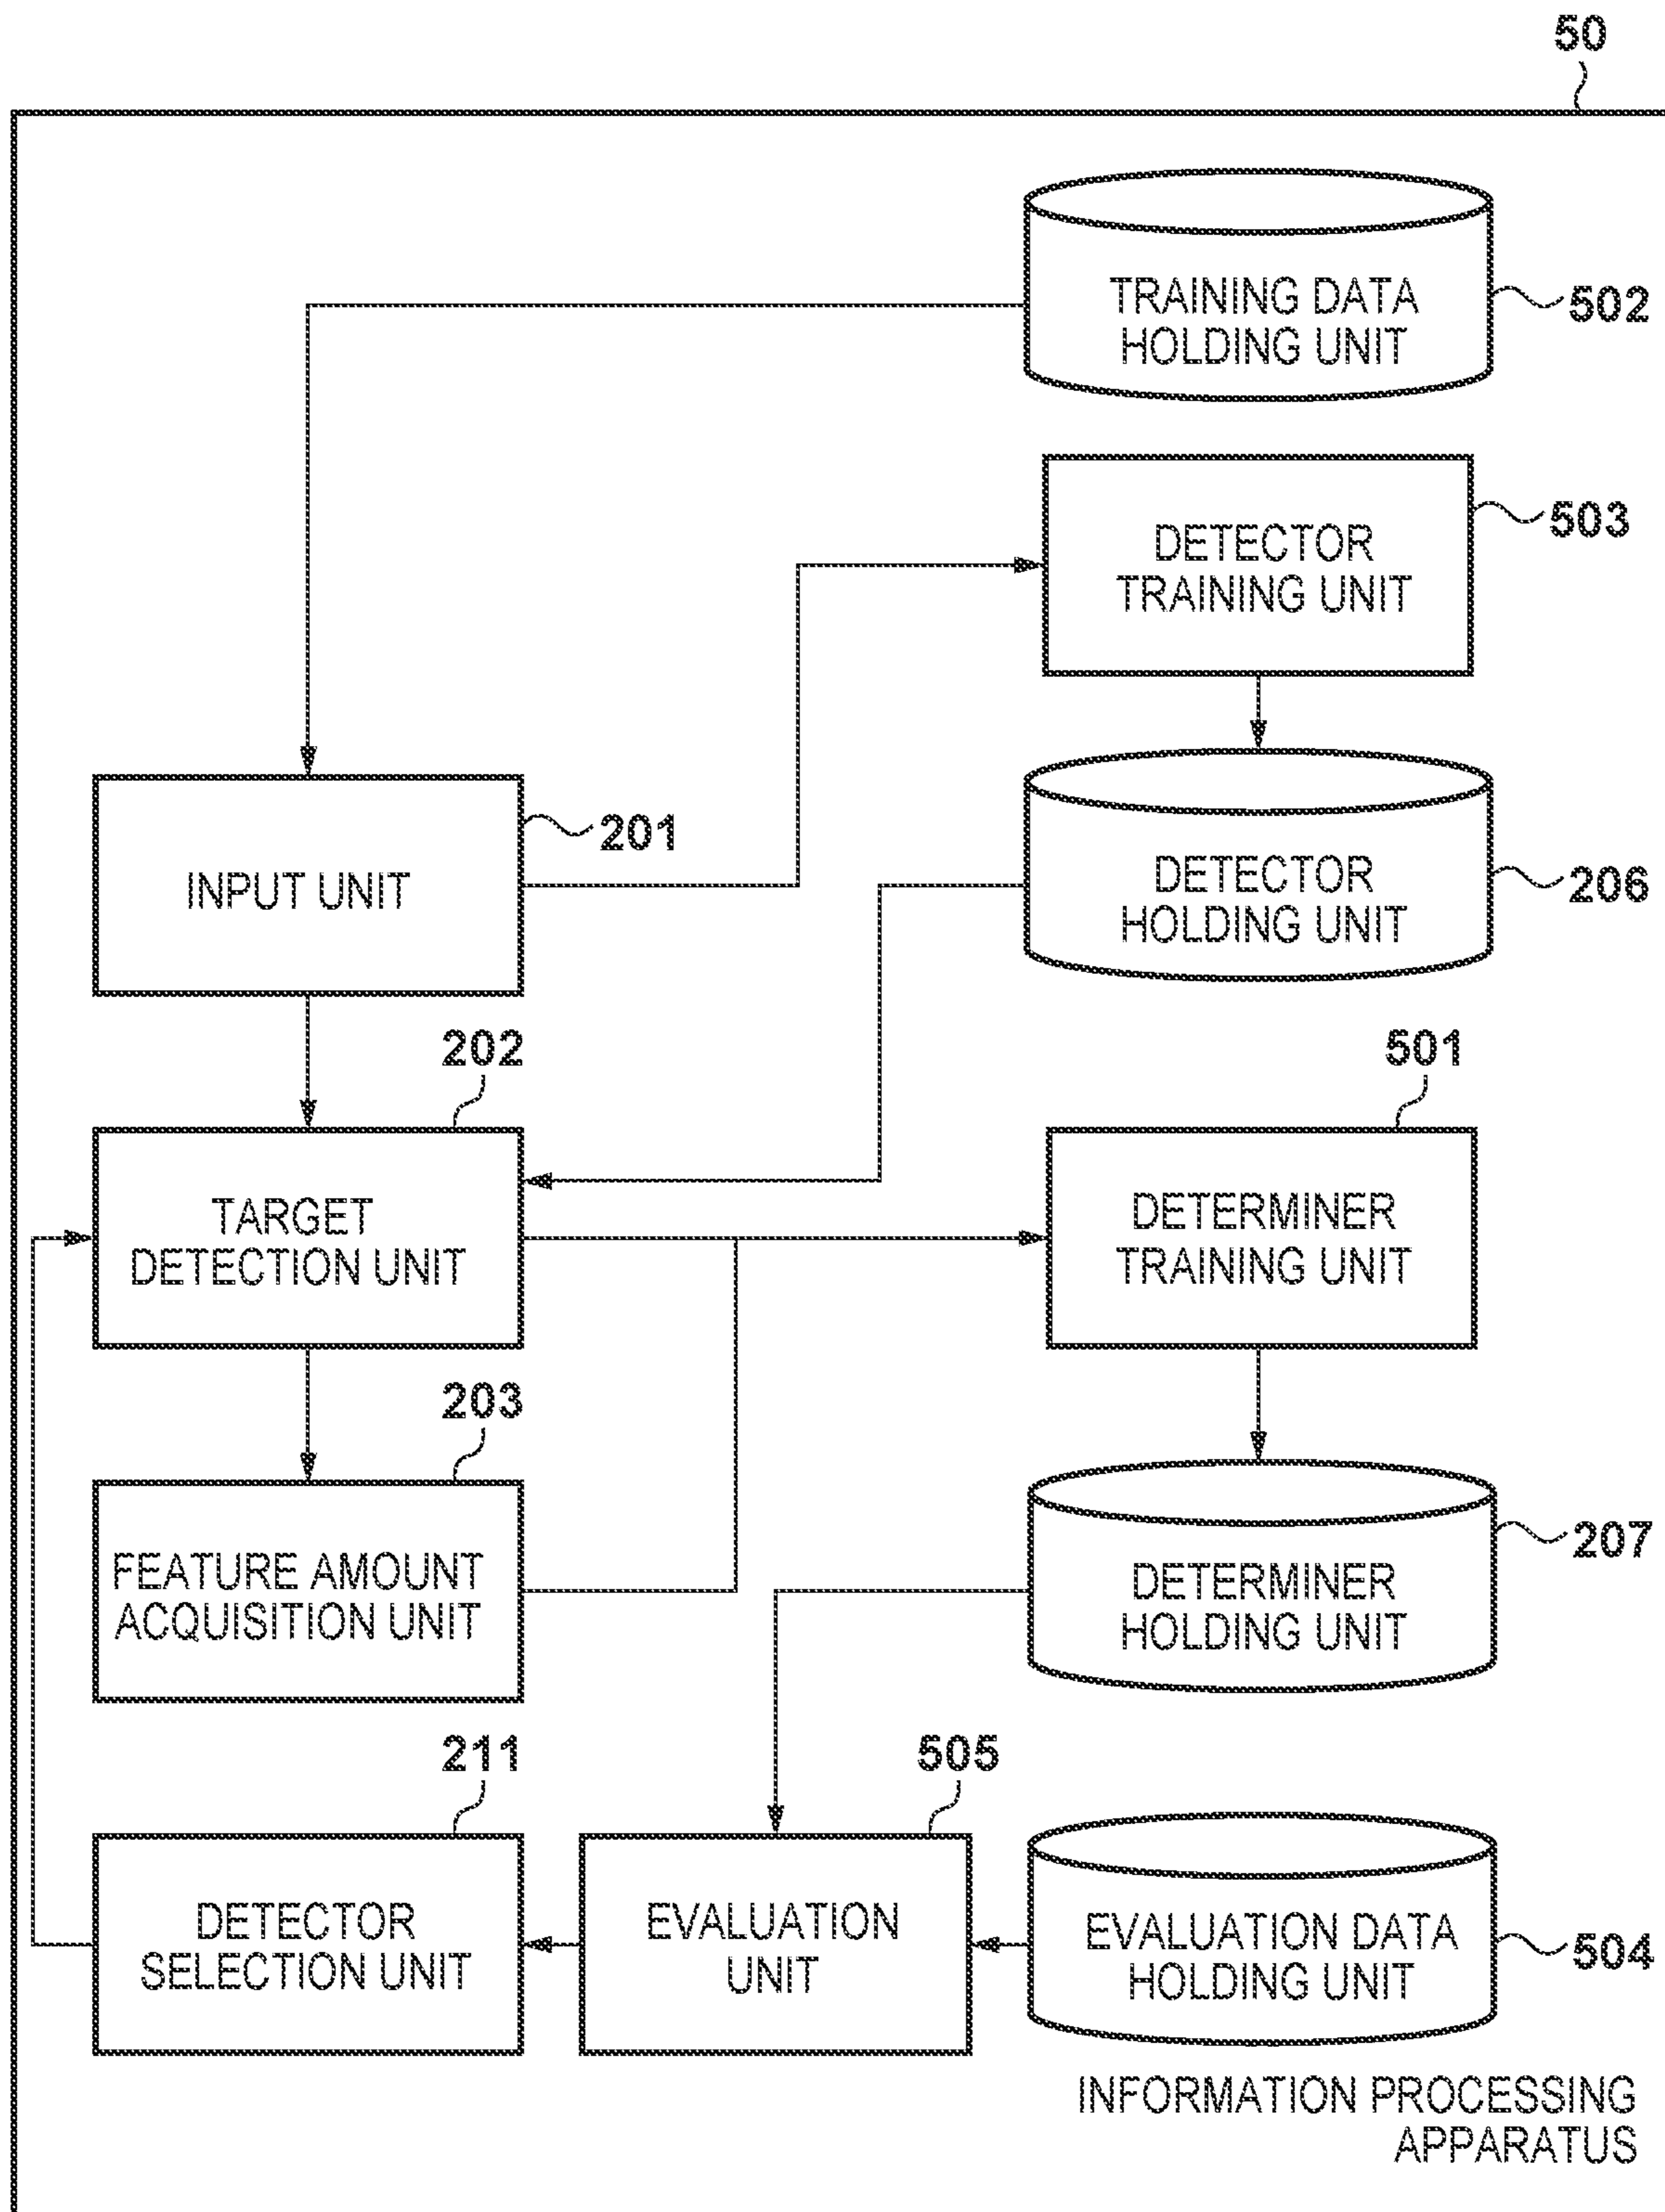 50
TRAINING DATA
HOLDING UNIT
502
DETECTOR
TRAINING UNIT
503
INPUT UNIT
201
DETECTOR
HOLDING UNIT
206
202
TARGET
DETECTION UNIT
501
DETERMINER
TRAINING UNIT
203
FEATURE AMOUNT
ACQUISITION UNIT
DETERMINER
HOLDING UNIT
207
211
DETECTOR
SELECTION UNIT
505
EVALUATION
UNIT
EVALUATION DATA
HOLDING UNIT
504
INFORMATION PROCESSING
APPARATUS